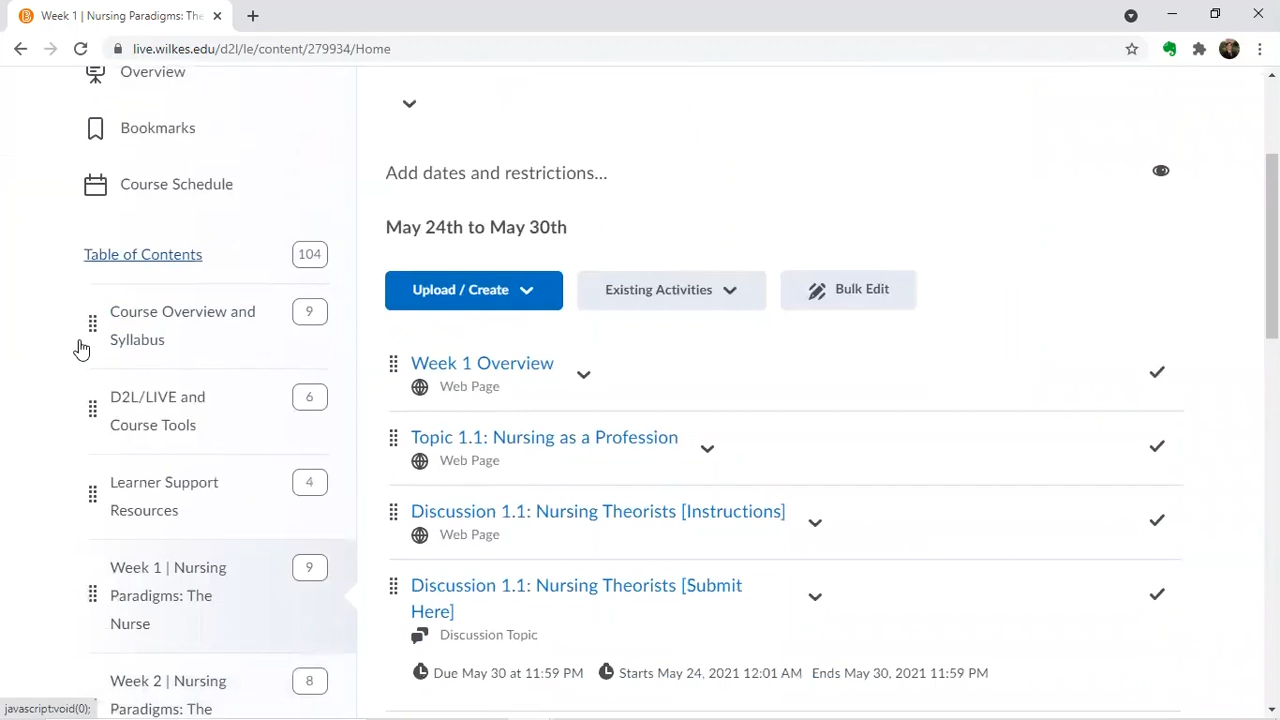 Week 1 | Nursing Paradigms: The
live.wilkes.edu/d2l/le/content/279934/Home
Overview
Bookmarks
Course Schedule
Table of Contents 104
Course Overview and 9
Syllabus
D2L/LIVE and 6
Course Tools
Learner Support 4
Resources
Week 1 | Nursing 9
Paradigms: The
Nurse
Week 2 | Nursing 8
Paradigms: The
javascript:void(0);
Add dates and restrictions...
May 24th to May 30th
Upload / Create Existing Activities Bulk Edit
Week 1 Overview
Web Page
Topic 1.1: Nursing as a Profession
Web Page
Discussion 1.1: Nursing Theorists [Instructions]
Web Page
Discussion 1.1: Nursing Theorists [Submit
Here]
Discussion Topic
Due May 30 at 11:59 PM Starts May 24, 2021 12:01 AM Ends May 30, 2021 11:59 PM